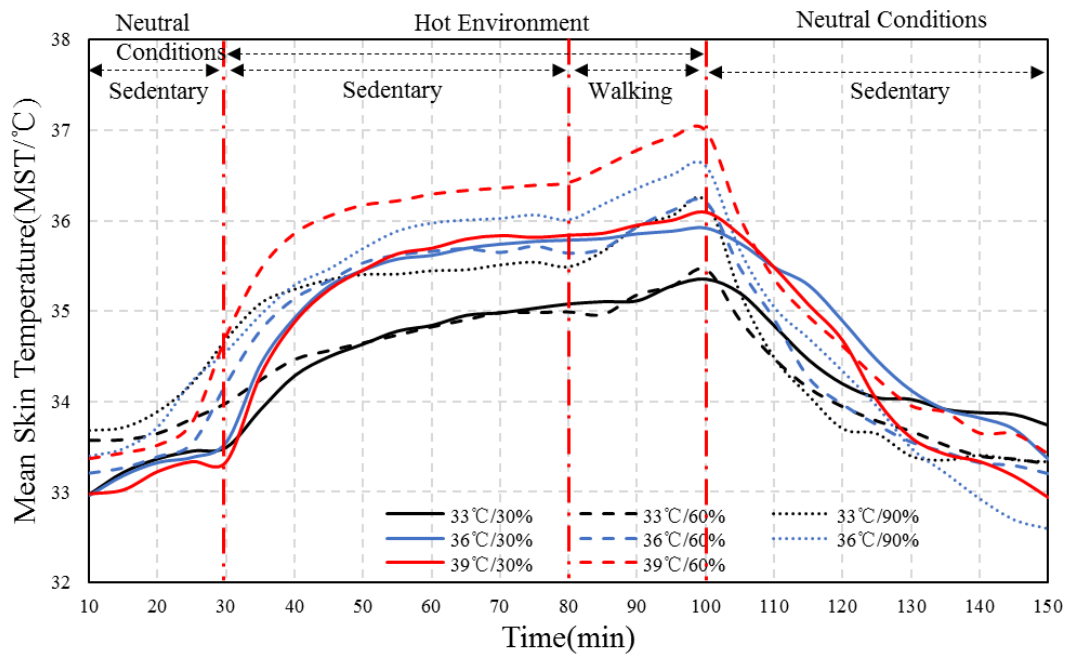 Neutral Conditions
Hot Environment
Neutral Conditions
Sedentary
Sedentary
Walking
Sedentary
Mean Skin Temperature(MST/℃)
38
37
36
35
34
33
32
33℃/30%
33℃/60%
33℃/90%
36℃/30%
36℃/60%
36℃/90%
39℃/30%
39℃/60%
10 20 30 40 50 60 70 80 90 100 110 120 130 140 150
Time(min)